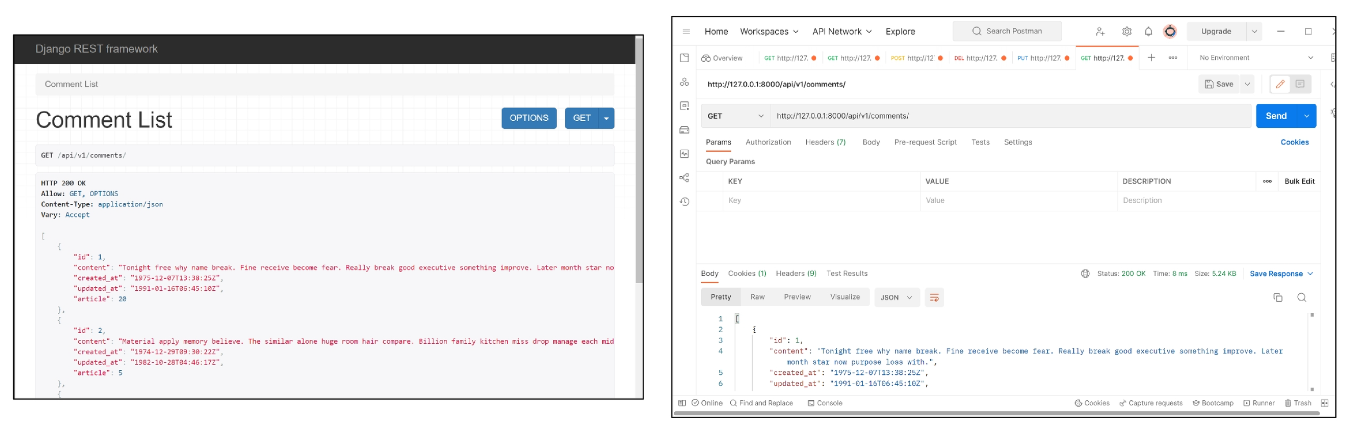 Django REST framework
Comment List
Comment List
OPTIONS
GET
GET /api/v1/comments/
HTTP 200 OK
Allow: GET, OPTIONS
Content-Type: application/json
Vary: Accept
[
{
"id": 1,
"content": "Tonight free why name break. Fine receive become fear. Really break good executive something improve. Later month star no
"created_at": "1975-12-07T13:38:25Z",
"updated_at": "1991-01-16T06:45:10Z",
"article": 20
},
{
"id": 2,
"content": "Material apply memory believe. The similar alone huge room hair compare. Billion family kitchen miss drop manage each mid
"created_at": "1974-12-29T09:30:22Z",
"updated_at": "1982-10-28T04:46:17Z",
"article": 5
},
{
Home Workspaces API Network Explore Search Postman Upgrade
Overview GET http://127. GET http://127. POST http://12 DEL http://127. PUT http://127. GET http://127. + No Environment
http://127.0.0.1:8000/api/v1/comments/ Save
GET http://127.0.0.1:8000/api/v1/comments/ Send
Params Authorization Headers (7) Body Pre-request Script Tests Settings Cookies
Query Params
KEY VALUE DESCRIPTION Bulk Edit
Key Value Description
Body Cookies (1) Headers (9) Test Results Status: 200 OK Time: 8 ms Size: 5.24 KB Save Response
Pretty Raw Preview Visualize JSON
1 [
2 {
3 "id": 1,
4 "content": "Tonight free why name break. Fine receive become fear. Really break good executive something improve. Later
month star now purpose loss with.",
5 "created_at": "1975-12-07T13:38:25Z",
6 "updated_at": "1991-01-16T06:45:10Z",
Online Find and Replace Console Cookies Capture requests Bootcamp Runner Trash